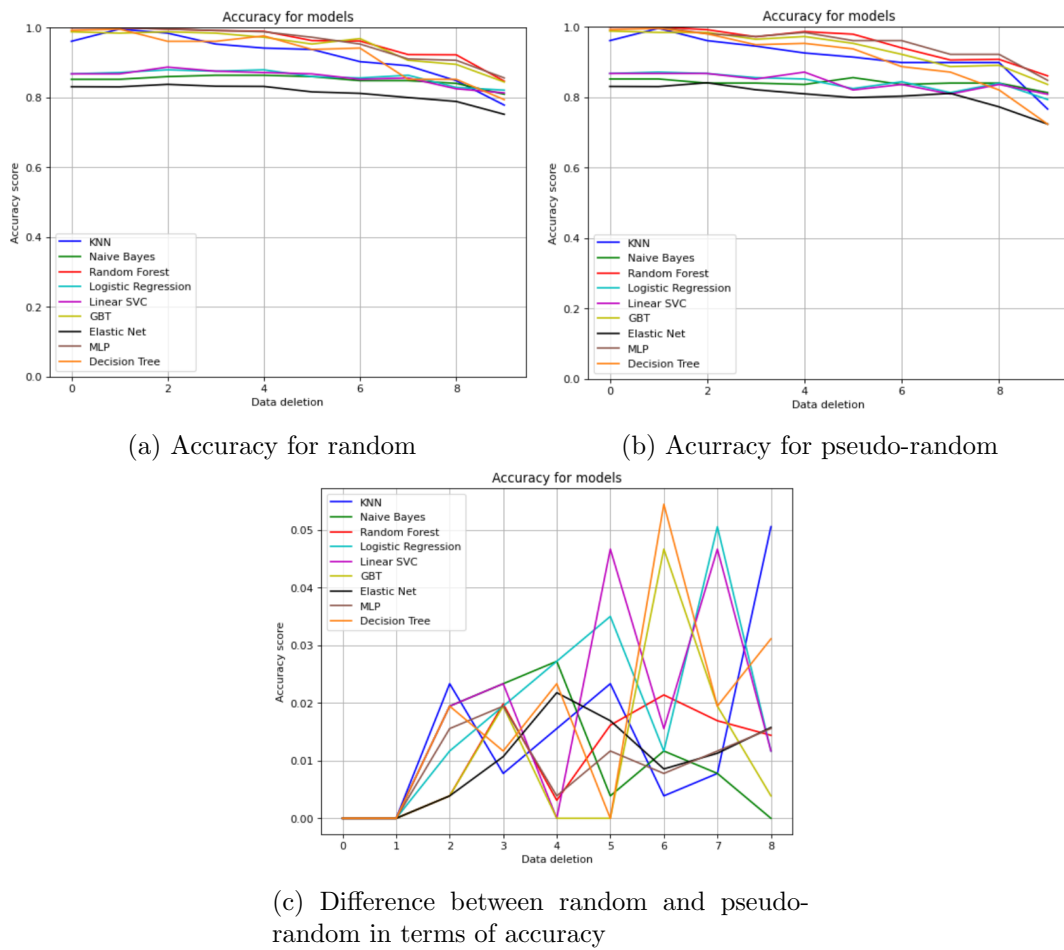 Accuracy for models
1.0
0.8
0.6
0.4
0.2
0.0
Accuracy score
KNN
Naive Bayes
Random Forest
Logistic Regression
Linear SVC
GBT
Elastic Net
MLP
Decision Tree
0 2 4 6 8
Data deletion
(a) Accuracy for random
Accuracy for models
1.0
0.8
0.6
0.4
0.2
0.0
Accuracy score
KNN
Naive Bayes
Random Forest
Logistic Regression
Linear SVC
GBT
Elastic Net
MLP
Decision Tree
0 2 4 6 8
Data deletion
(b) Acurracy for pseudo-random
Accuracy for models
0.05
0.04
0.03
0.02
0.01
0.00
Accuracy score
KNN
Naive Bayes
Random Forest
Logistic Regression
Linear SVC
GBT
Elastic Net
MLP
Decision Tree
0 1 2 3 4 5 6 7 8
Data deletion
(c) Difference between random and pseudo-
random in terms of accuracy